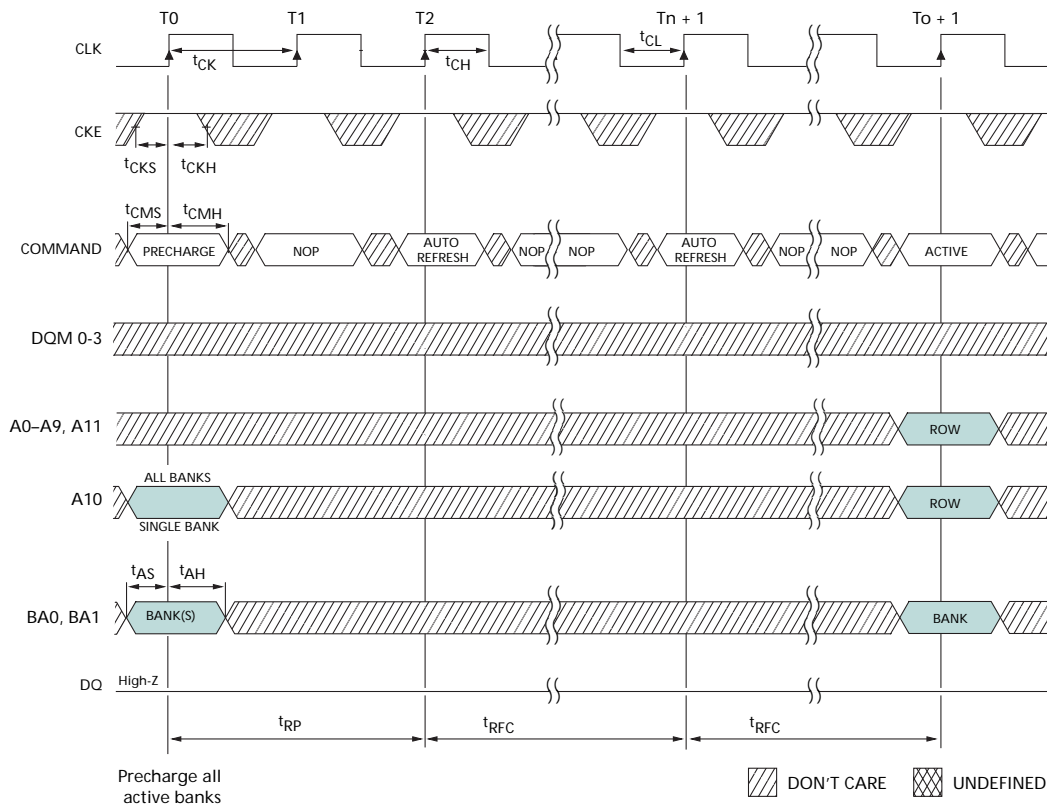 T0 T1 T2 Tn + 1 To + 1
CLK
tCK tCH tCL
CKE
tCKS tCKH
tCMS tCMH
COMMAND PRECHARGE NOP AUTO REFRESH NOP NOP AUTO REFRESH NOP NOP ACTIVE
DQM 0-3
A0–A9, A11 ROW
ALL BANKS
A10 ROW
SINGLE BANK
tAS tAH
BA0, BA1 BANK(S) BANK
DQ High-Z
tRP tRFC tRFC
Precharge all
active banks
DON'T CARE UNDEFINED